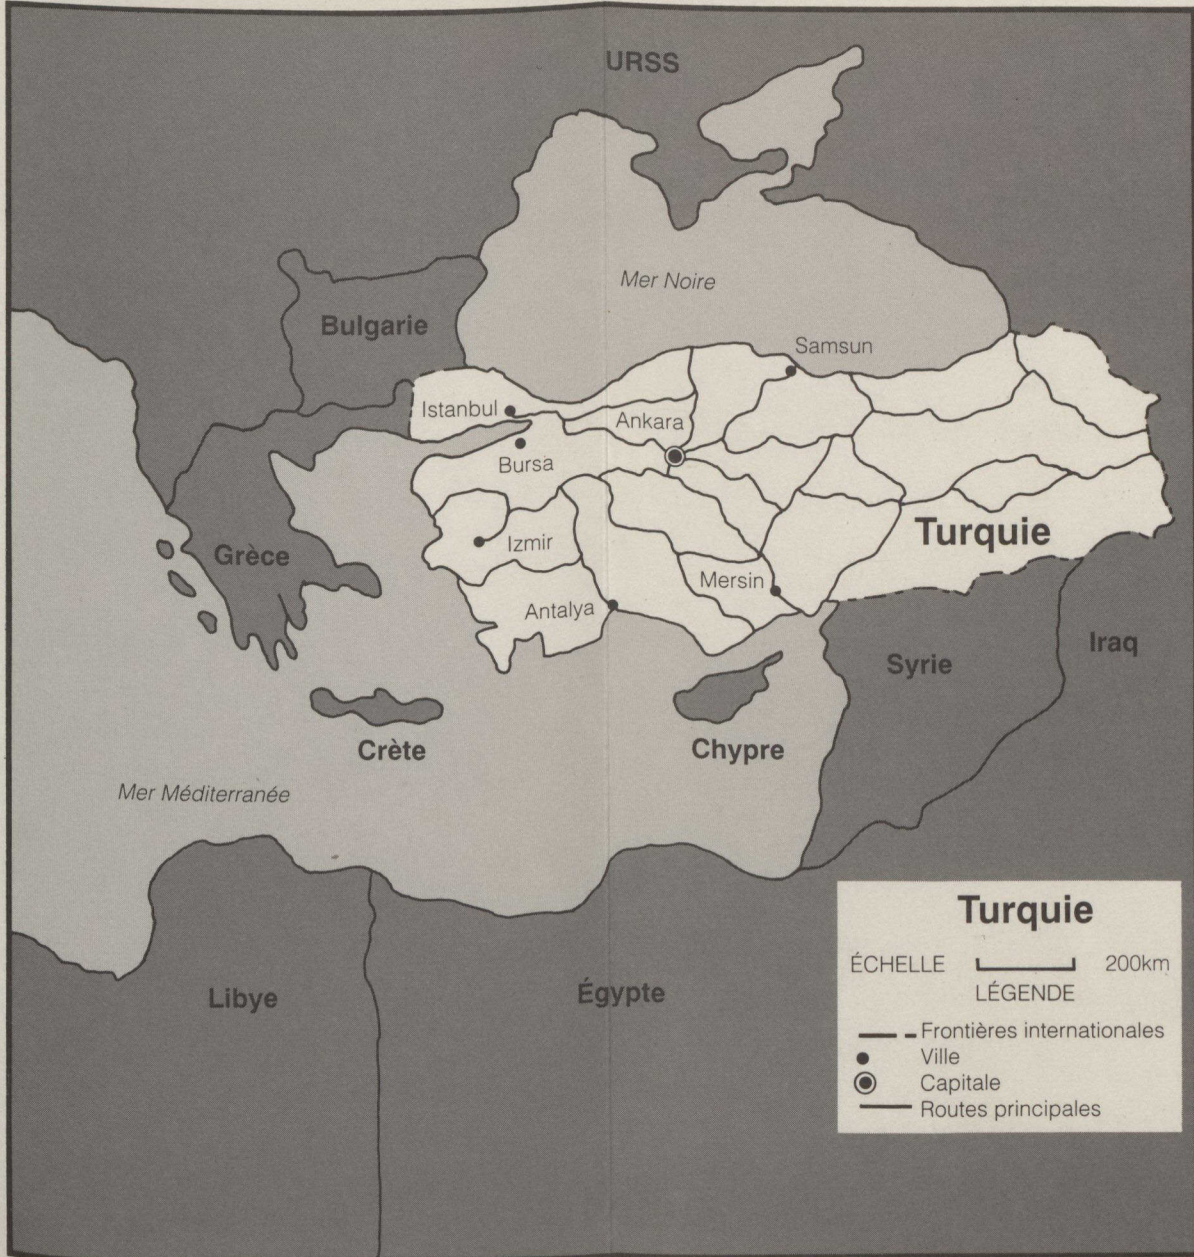 URSS
Mer Noire
Bulgarie
Samsun
Istanbul
Ankara
Bursa
Turquie
Izmir
Grèce
Mersin
Antalya
Iraq
Syrie
Crète
Chypre
Mer Méditerranée
Turquie
ÉCHELLE 200km
LÉGENDE
Frontières internationales
Ville
Capitale
Routes principales
Libye
Égypte